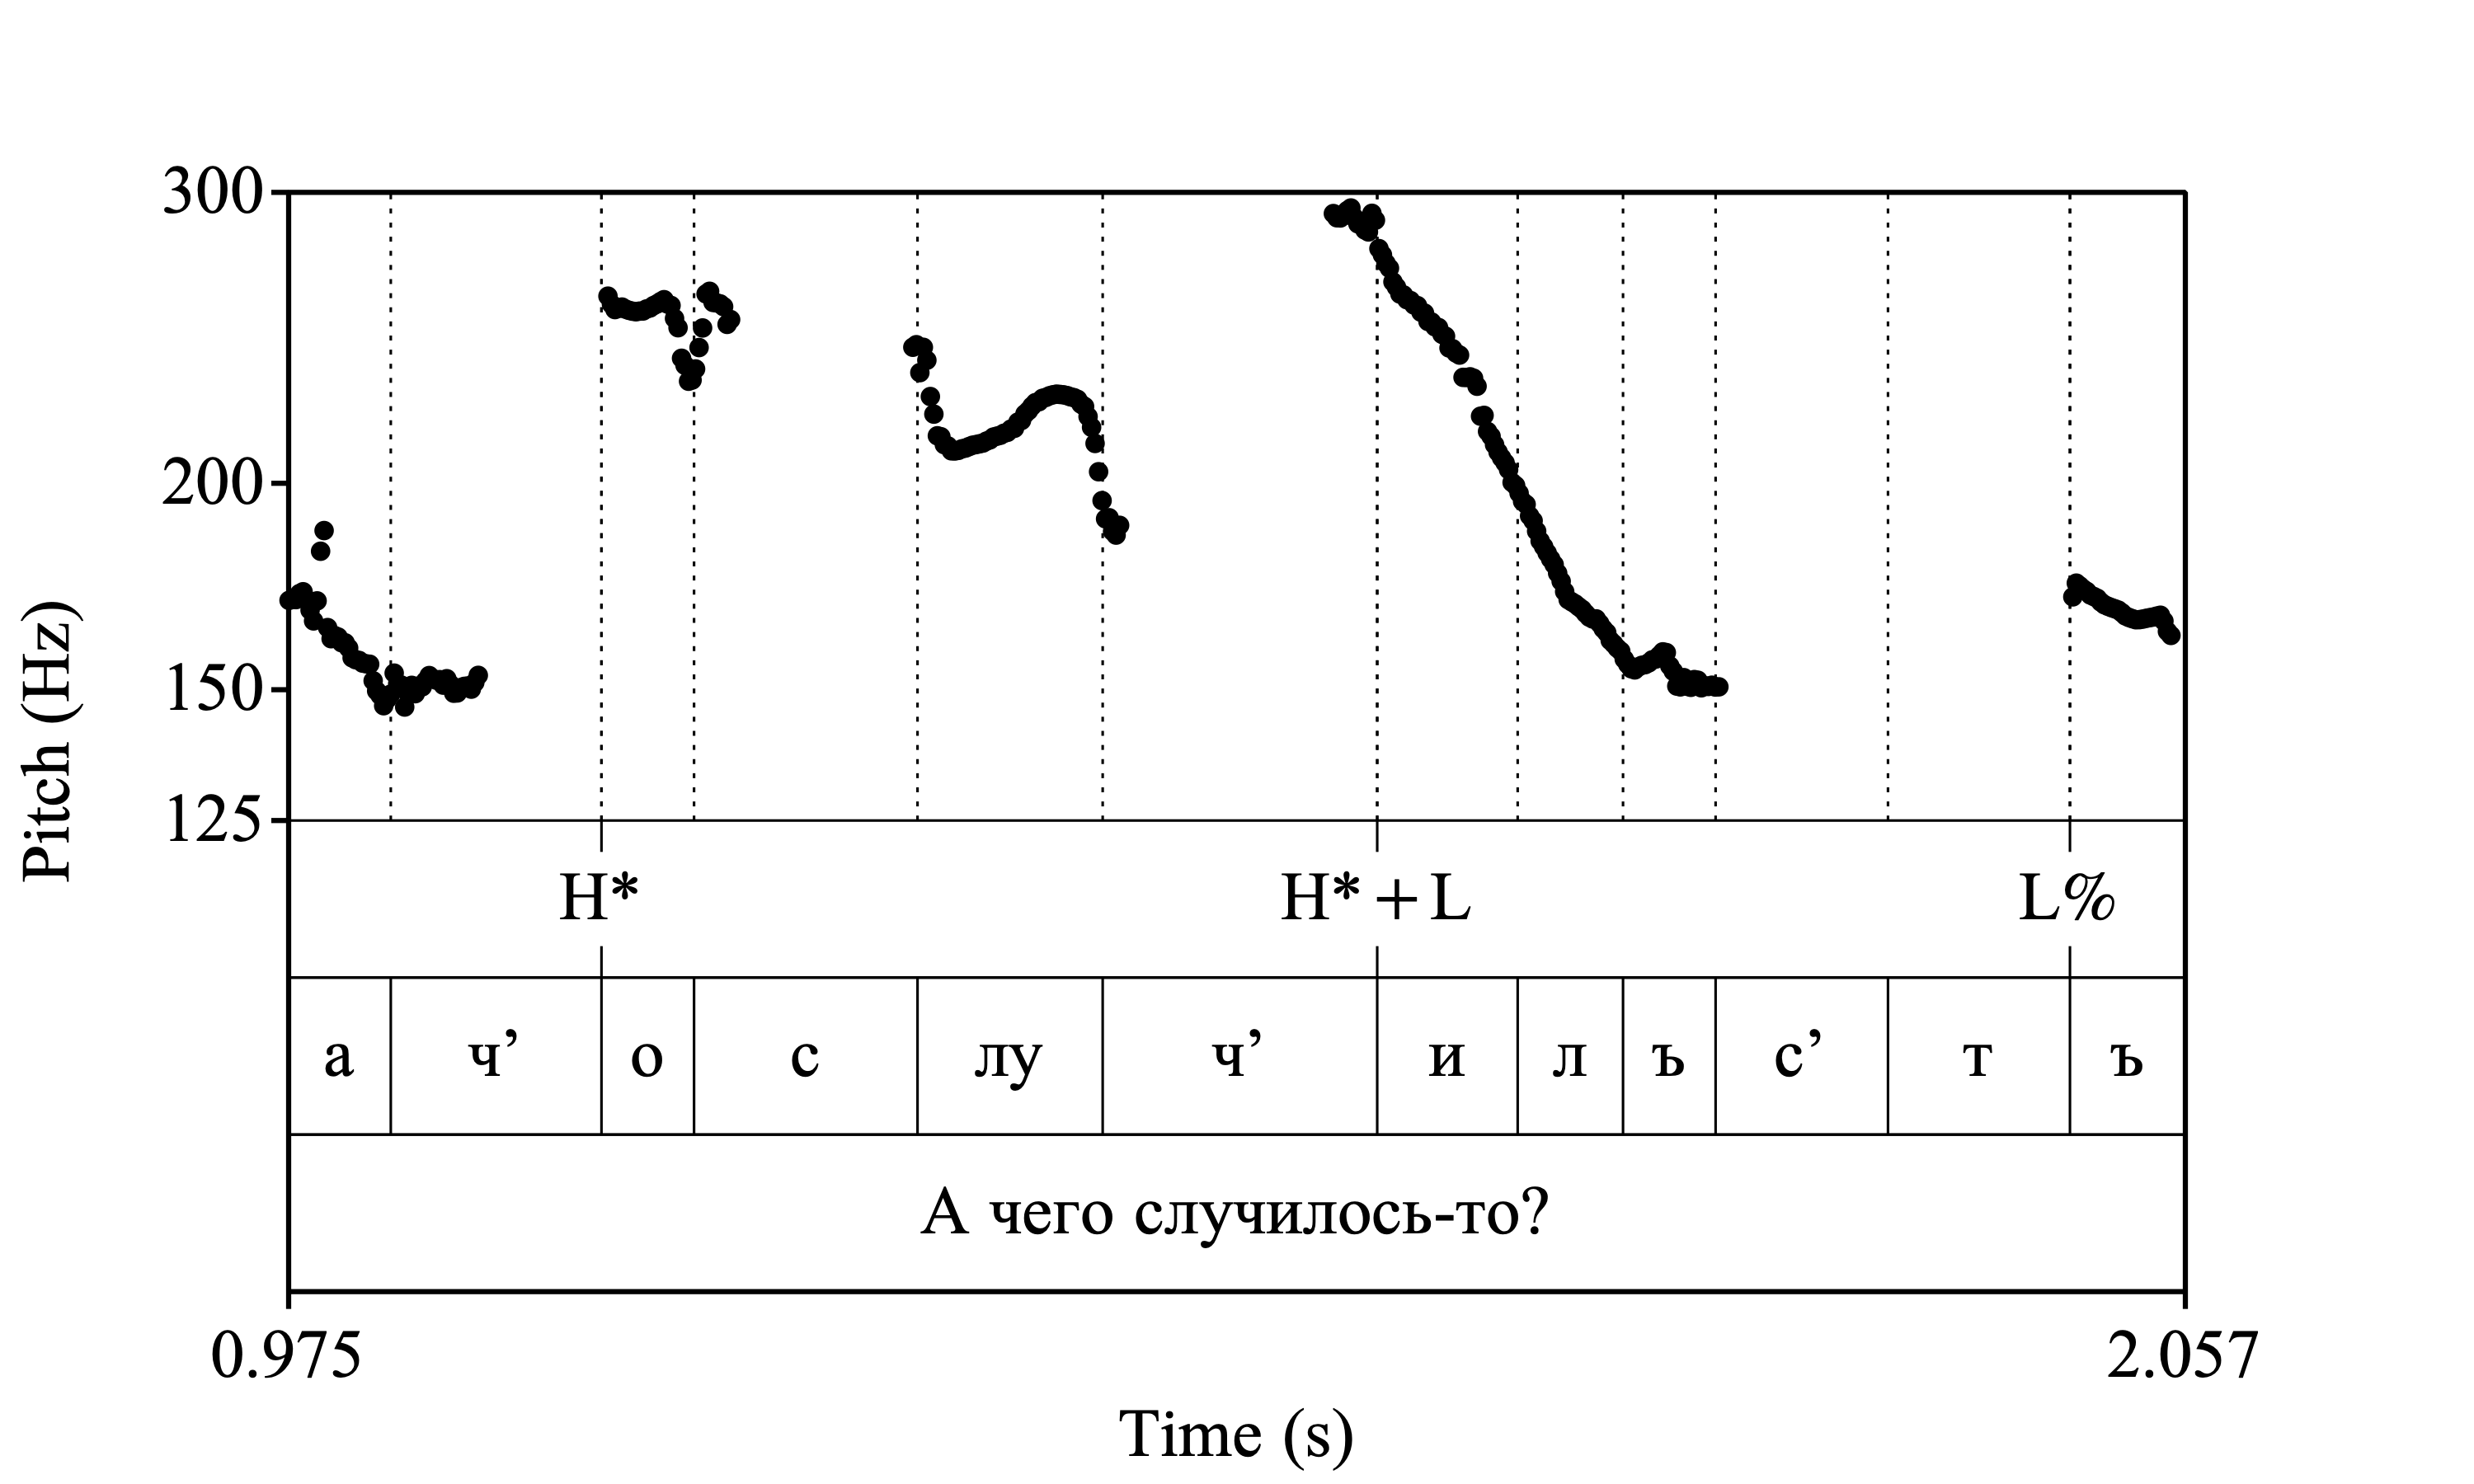 300
200
150
125
Pitch (Hz)
H* H*+L L%
а ч’ о с лу ч’ и л ъ с’ т ъ
А чего случилось-то?
0.975 2.057
Time (s)